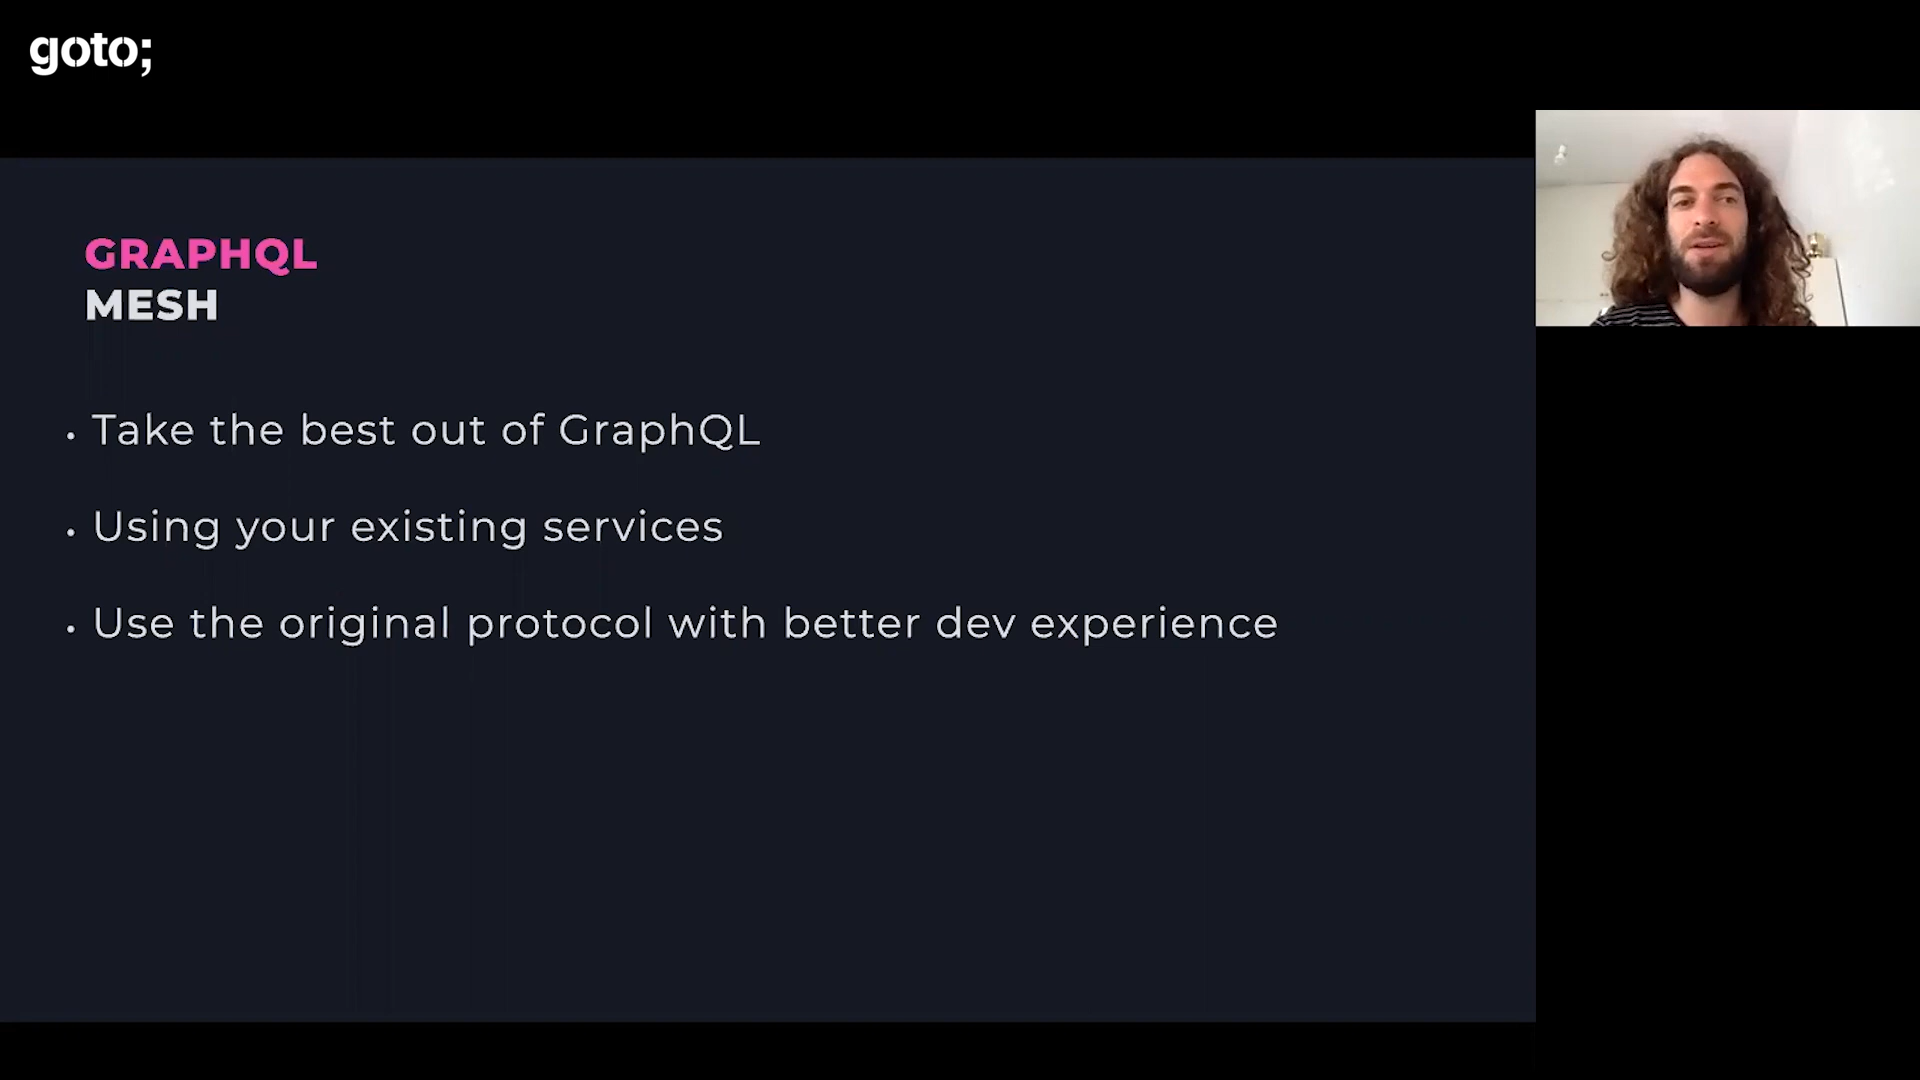 goto;
GRAPHQL
MESH
• Take the best out of GraphQL
• Using your existing services
• Use the original protocol with better dev experience